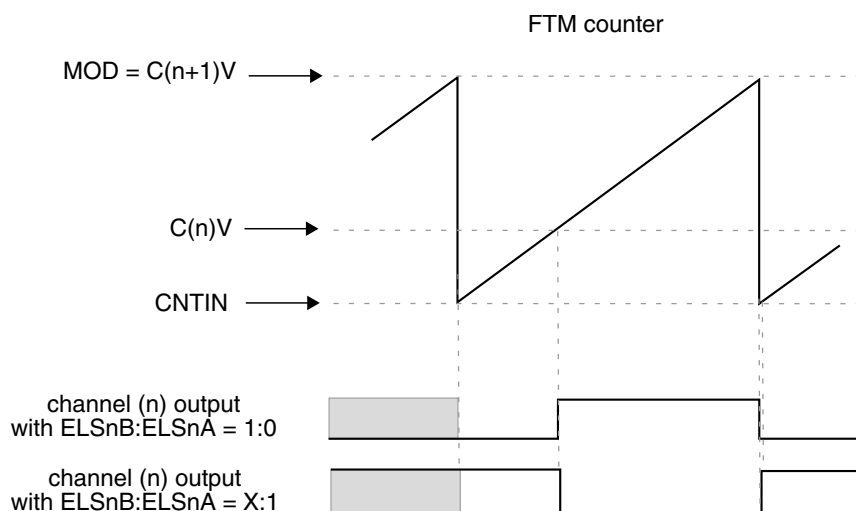 FTM counter
MOD = C(n+1)V
C(n)V
CNTIN
channel (n) output
with ELSnB:ELSnA = 1:0
channel (n) output
with ELSnB:ELSnA = X:1